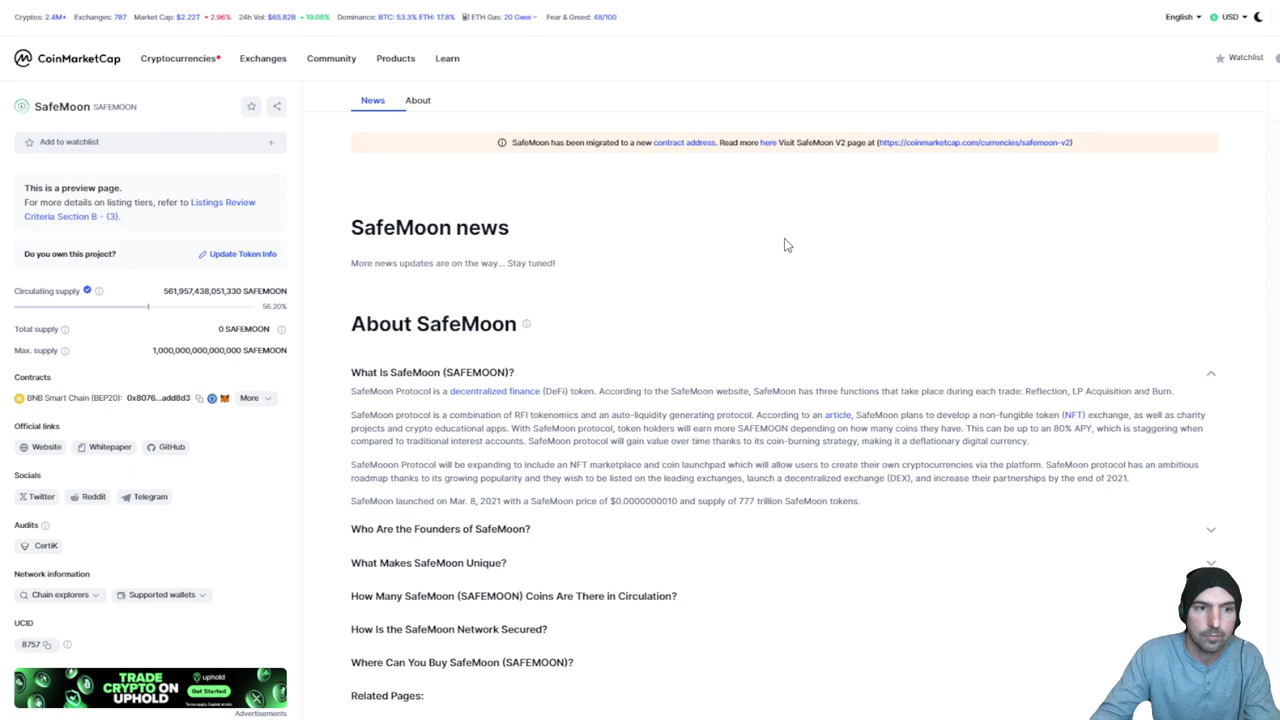 Cryptos: 2.4M+ Exchanges: 787 Market Cap: $2.22T 2.96% 24h Vol: $65.82B 19.08% Dominance: BTC: 53.3% ETH: 17.8% ETH Gas: 20 Gwei Fear & Greed: 48/100
English USD
CoinMarketCap Cryptocurrencies Exchanges Community Products Learn Watchlist
SafeMoon SAFEMOON
Add to watchlist +
This is a preview page.
For more details on listing tiers, refer to Listings Review
Criteria Section B - (3).
Do you own this project? Update Token Info
Circulating supply 561,957,438,051,330 SAFEMOON
56.20%
Total supply 0 SAFEMOON
Max. supply 1,000,000,000,000,000 SAFEMOON
Contracts
BNB Smart Chain (BEP20): 0x8076...add8d3 More
Official links
Website Whitepaper GitHub
Socials
Twitter Reddit Telegram
Audits
CertiK
Network information
Chain explorers Supported wallets
UCID
8757
TRADE
CRYPTO ON
UPHOLD
uphold
Get Started
Advertisements
News About
SafeMoon has been migrated to a new contract address. Read more here Visit SafeMoon V2 page at (https://coinmarketcap.com/currencies/safemoon-v2)
SafeMoon news
More news updates are on the way... Stay tuned!
About SafeMoon
What Is SafeMoon (SAFEMOON)?
SafeMoon Protocol is a decentralized finance (DeFi) token. According to the SafeMoon website, SafeMoon has three functions that take place during each trade: Reflection, LP Acquisition and Burn.
SafeMoon protocol is a combination of RFI tokenomics and an auto-liquidity generating protocol. According to an article, SafeMoon plans to develop a non-fungible token (NFT) exchange, as well as charity
projects and crypto educational apps. With SafeMoon protocol, token holders will earn more SAFEMOON depending on how many coins they have. This can be up to an 80% APY, which is staggering when
compared to traditional interest accounts. SafeMoon protocol will gain value over time thanks to its coin-burning strategy, making it a deflationary digital currency.
SafeMooon Protocol will be expanding to include an NFT marketplace and coin launchpad which will allow users to create their own cryptocurrencies via the platform. SafeMoon protocol has an ambitious
roadmap thanks to its growing popularity and they wish to be listed on the leading exchanges, launch a decentralized exchange (DEX), and increase their partnerships by the end of 2021.
SafeMoon launched on Mar. 8, 2021 with a SafeMoon price of $0.0000000010 and supply of 777 trillion SafeMoon tokens.
Who Are the Founders of SafeMoon?
What Makes SafeMoon Unique?
How Many SafeMoon (SAFEMOON) Coins Are There in Circulation?
How Is the SafeMoon Network Secured?
Where Can You Buy SafeMoon (SAFEMOON)?
Related Pages: